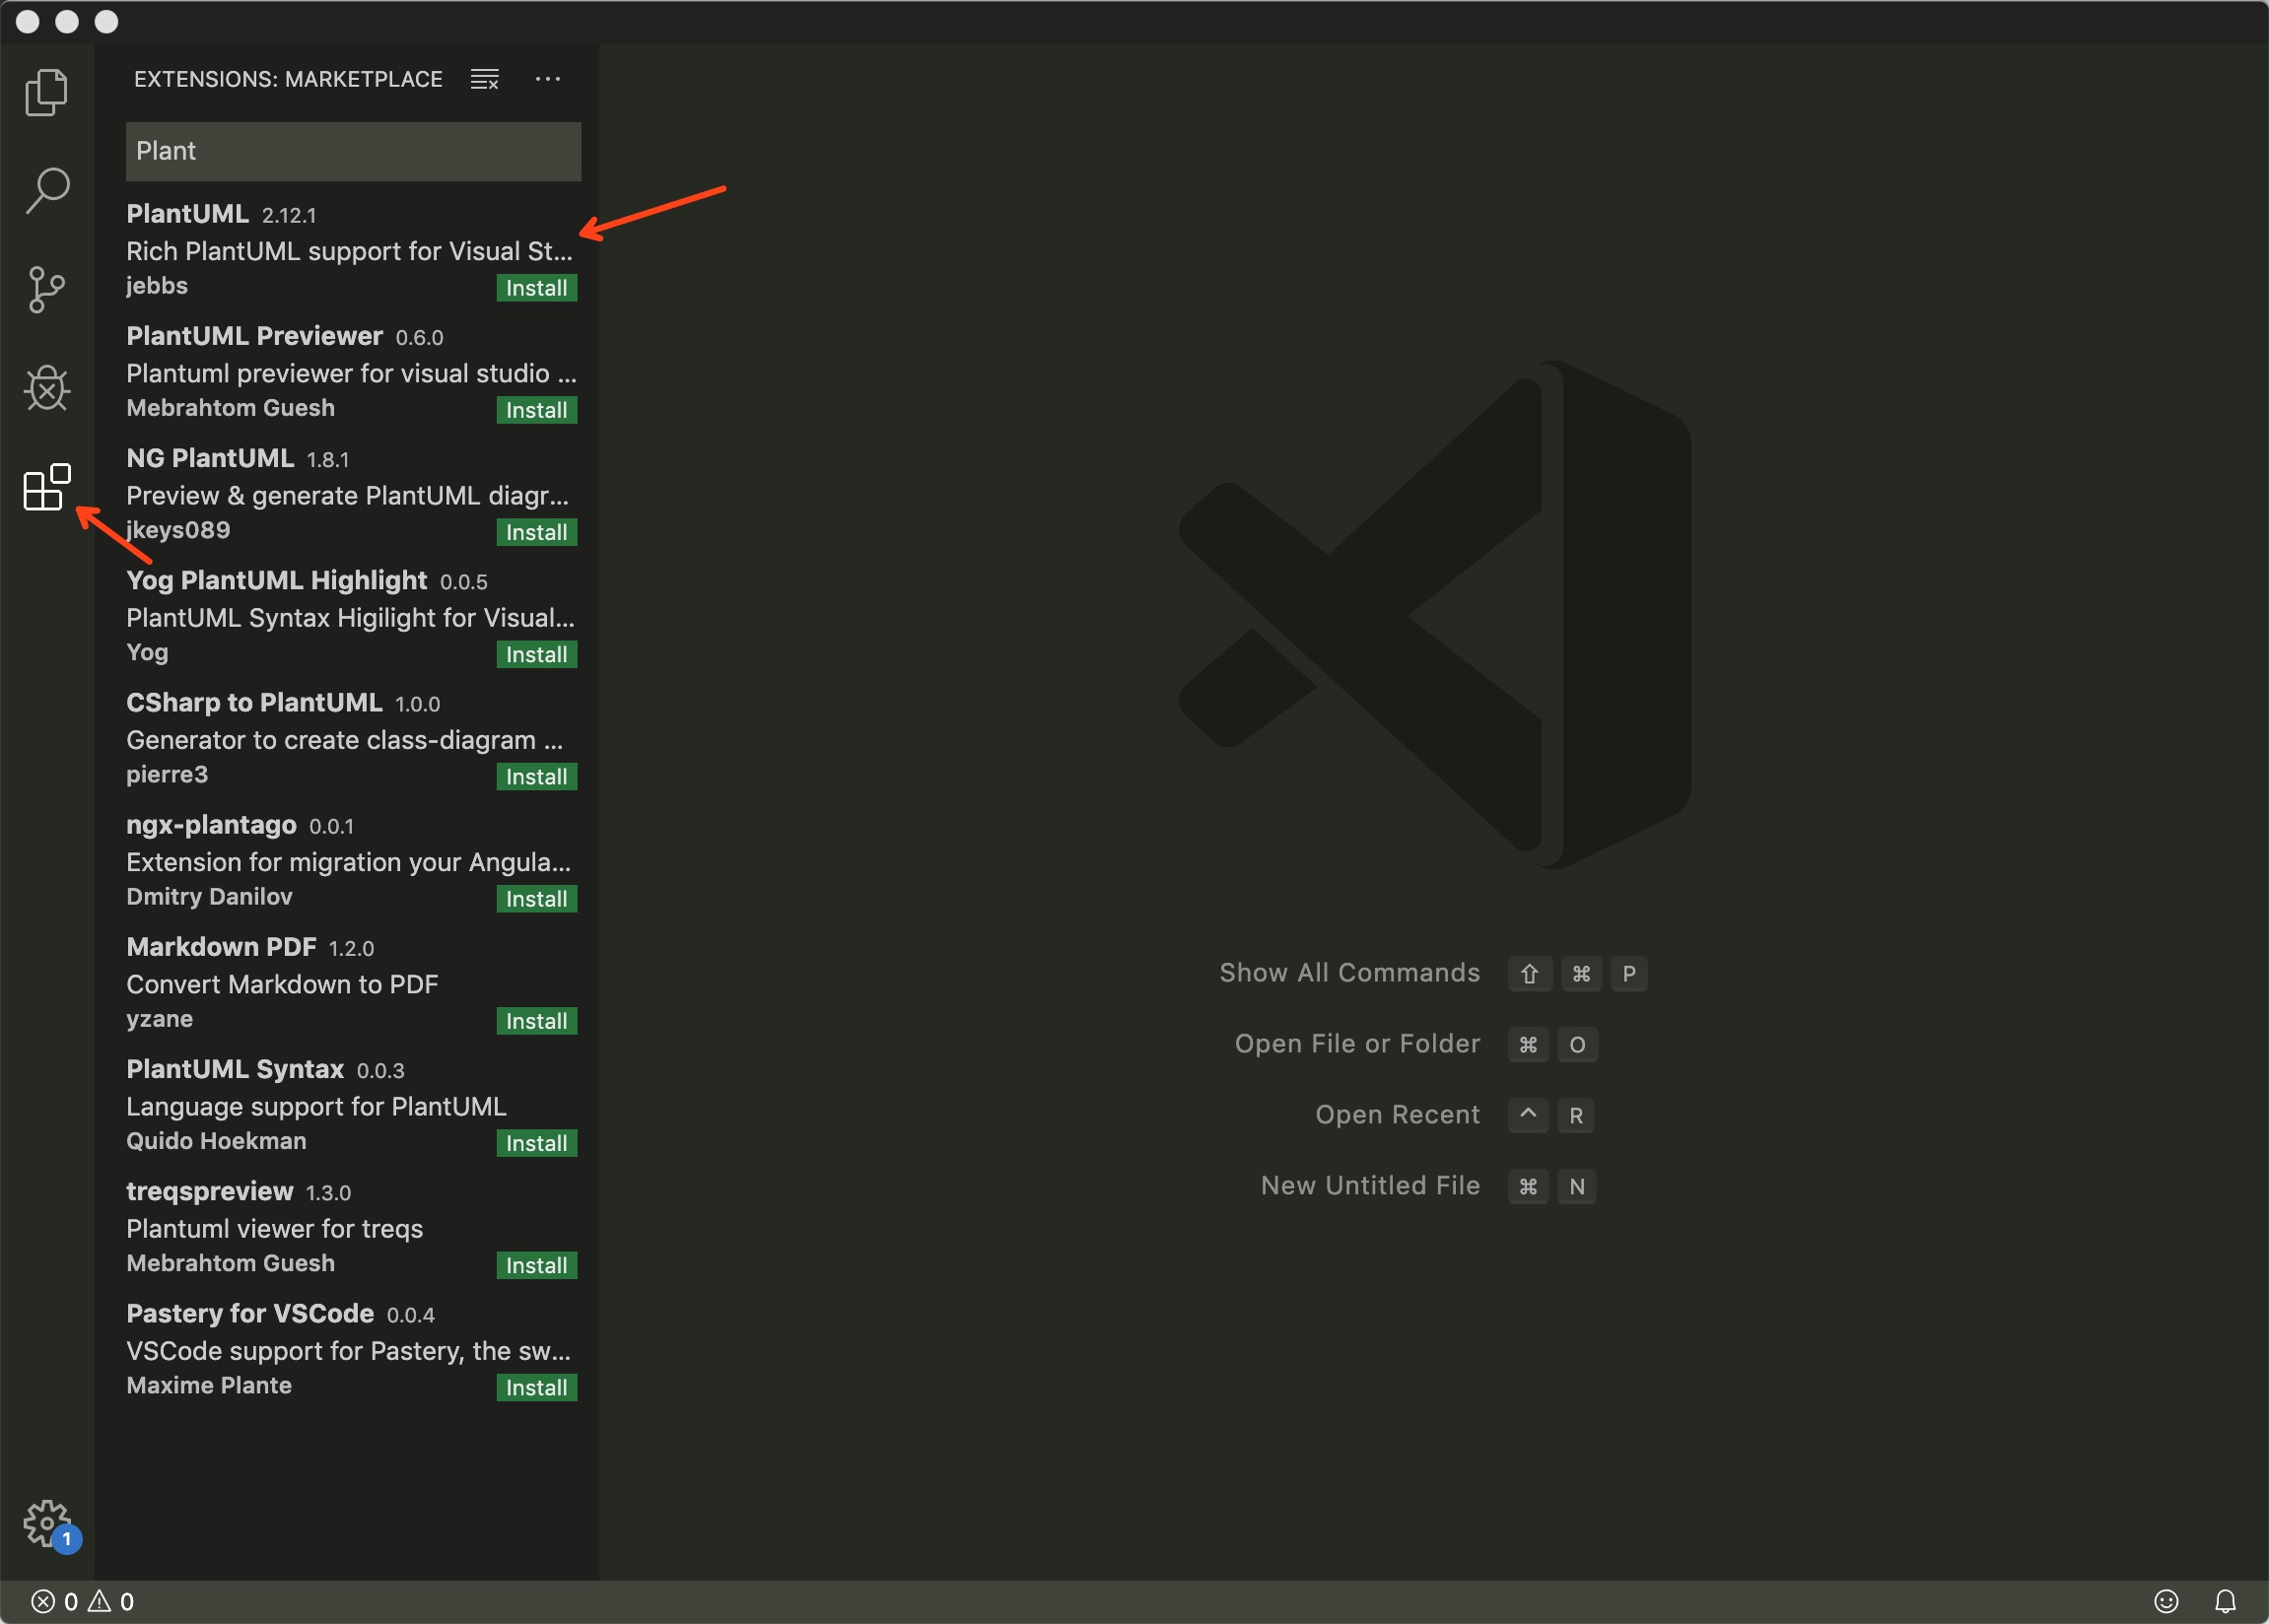 EXTENSIONS: MARKETPLACE
Plant
PlantUML 2.12.1
Rich PlantUML support for Visual St...
jebbs Install
PlantUML Previewer 0.6.0
Plantuml previewer for visual studio ...
Mebrahtom Guesh Install
NG PlantUML 1.8.1
Preview & generate PlantUML diagr...
jkeys089 Install
Yog PlantUML Highlight 0.0.5
PlantUML Syntax Higilight for Visual...
Yog Install
CSharp to PlantUML 1.0.0
Generator to create class-diagram ...
pierre3 Install
ngx-plantago 0.0.1
Extension for migration your Angula...
Dmitry Danilov Install
Markdown PDF 1.2.0
Convert Markdown to PDF
yzane Install
PlantUML Syntax 0.0.3
Language support for PlantUML
Quido Hoekman Install
treqspreview 1.3.0
Plantuml viewer for treqs
Mebrahtom Guesh Install
Pastery for VSCode 0.0.4
VSCode support for Pastery, the sw...
Maxime Plante Install
Show All Commands ⇧ ⌘ P
Open File or Folder ⌘ O
Open Recent ^ R
New Untitled File ⌘ N
1
0 0